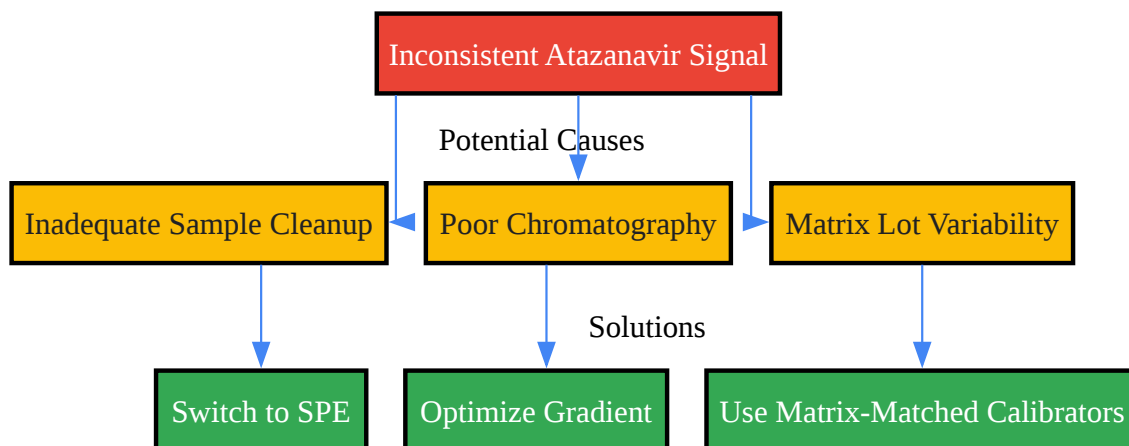 Inconsistent Atazanavir Signal
Potential Causes
Inadequate Sample Cleanup
Poor Chromatography
Matrix Lot Variability
Solutions
Switch to SPE
Optimize Gradient
Use Matrix-Matched Calibrators